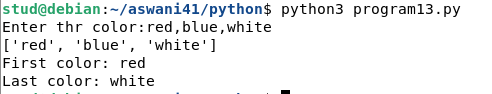 stud@debian:~/aswani41/python$ python3 program13.py
Enter thr color:red,blue,white
['red', 'blue', 'white']
First color: red
Last color: white